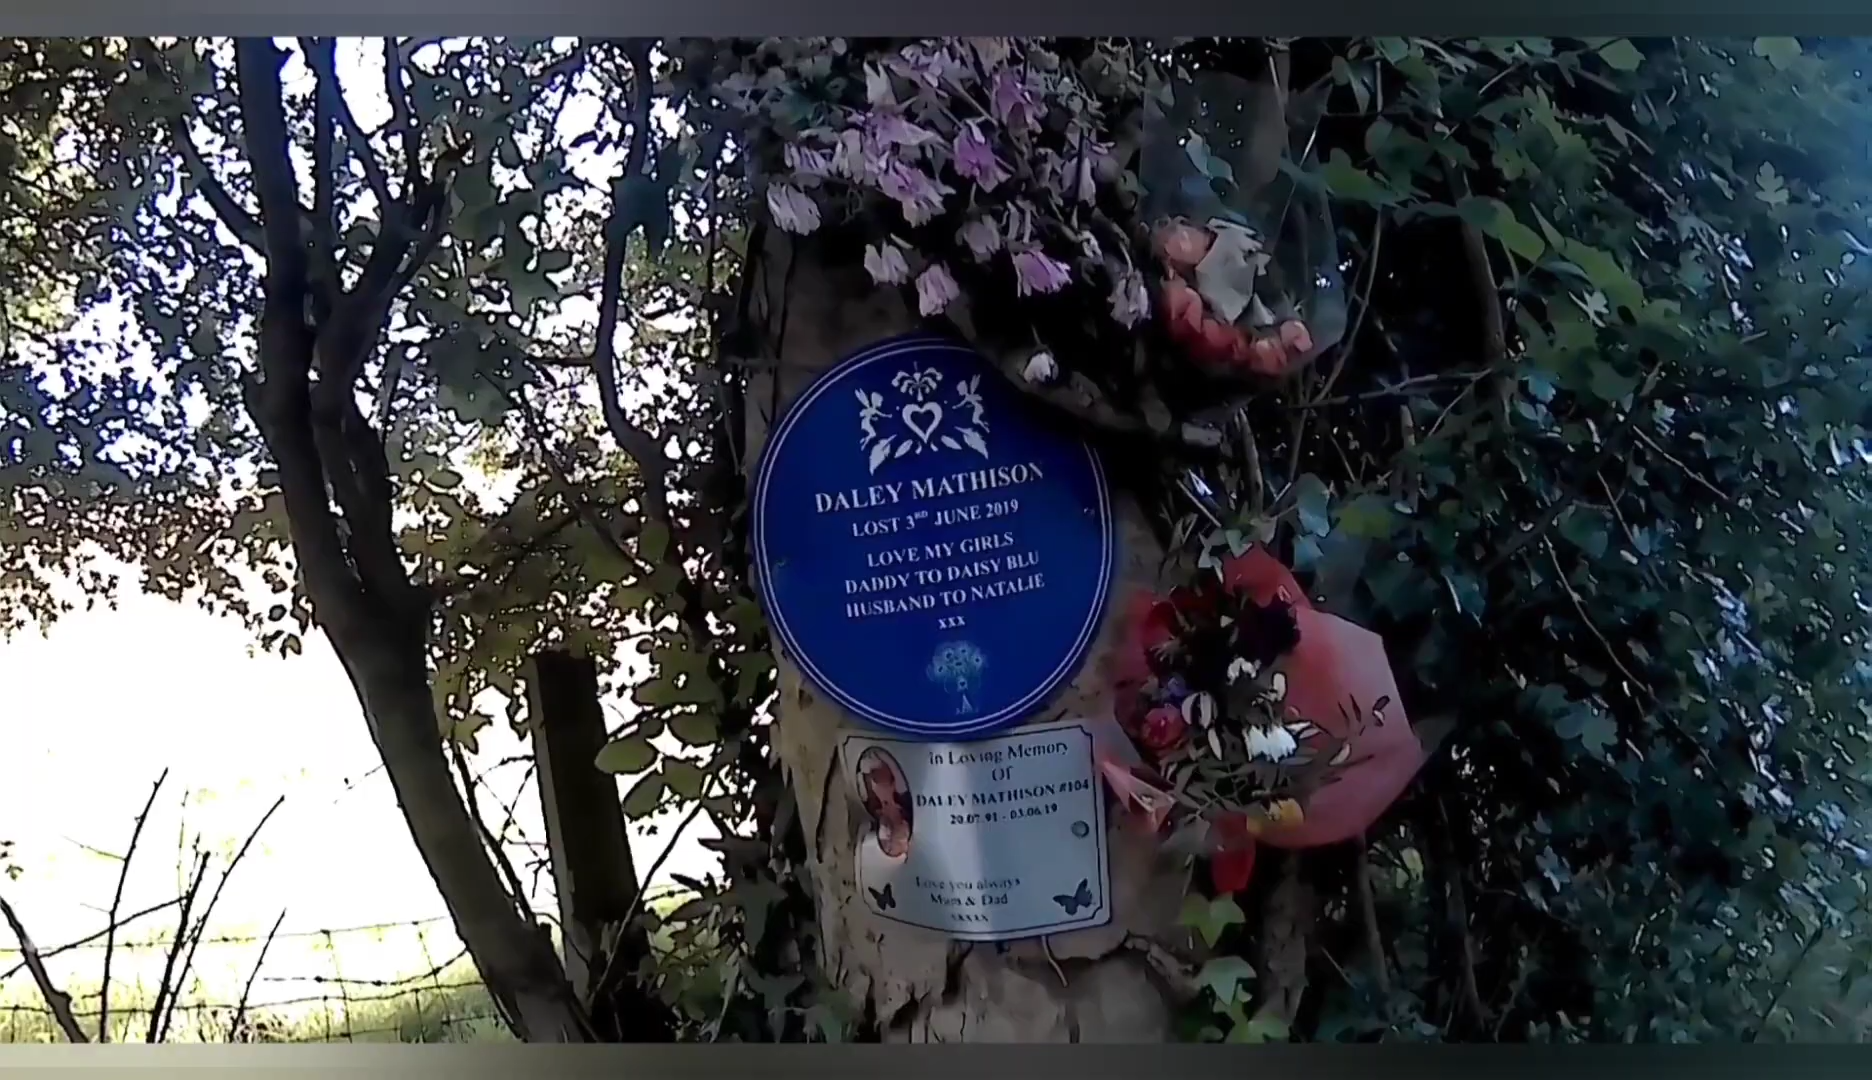 DALEY MATHISON
LOST 3RD JUNE 2019
LOVE MY GIRLS
DADDY TO DAISY BLU
HUSBAND TO NATALIE
xxx
in Loving Memory
Of
DALEY MATHISON #104
20.07.91 - 03.06.19
Love you always
Mam & Dad
xxxxx